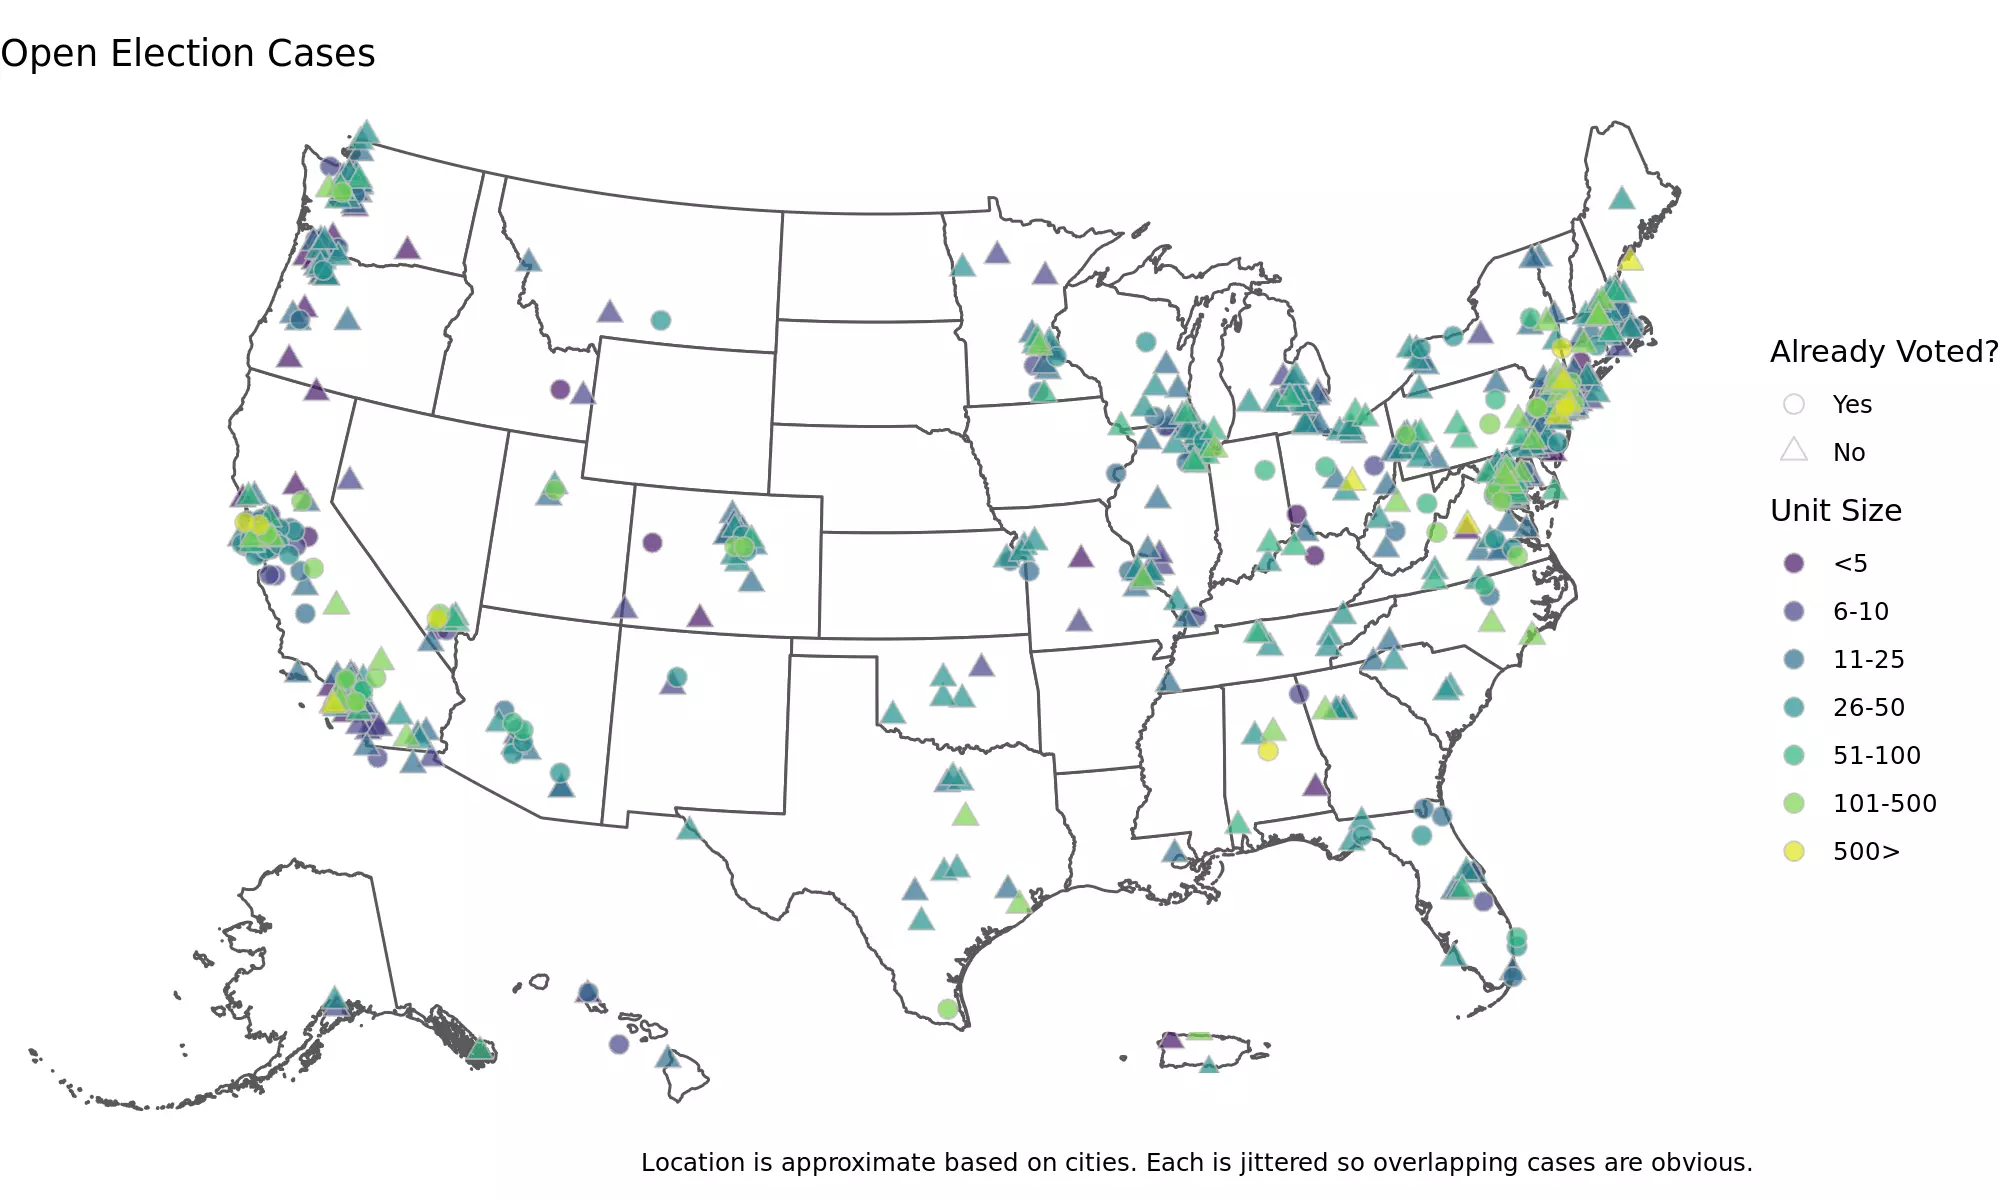 Open Election Cases
Already Voted?
Yes
No
Unit Size
<5
6-10
11-25
26-50
51-100
101-500
500>
Location is approximate based on cities. Each is jittered so overlapping cases are obvious.